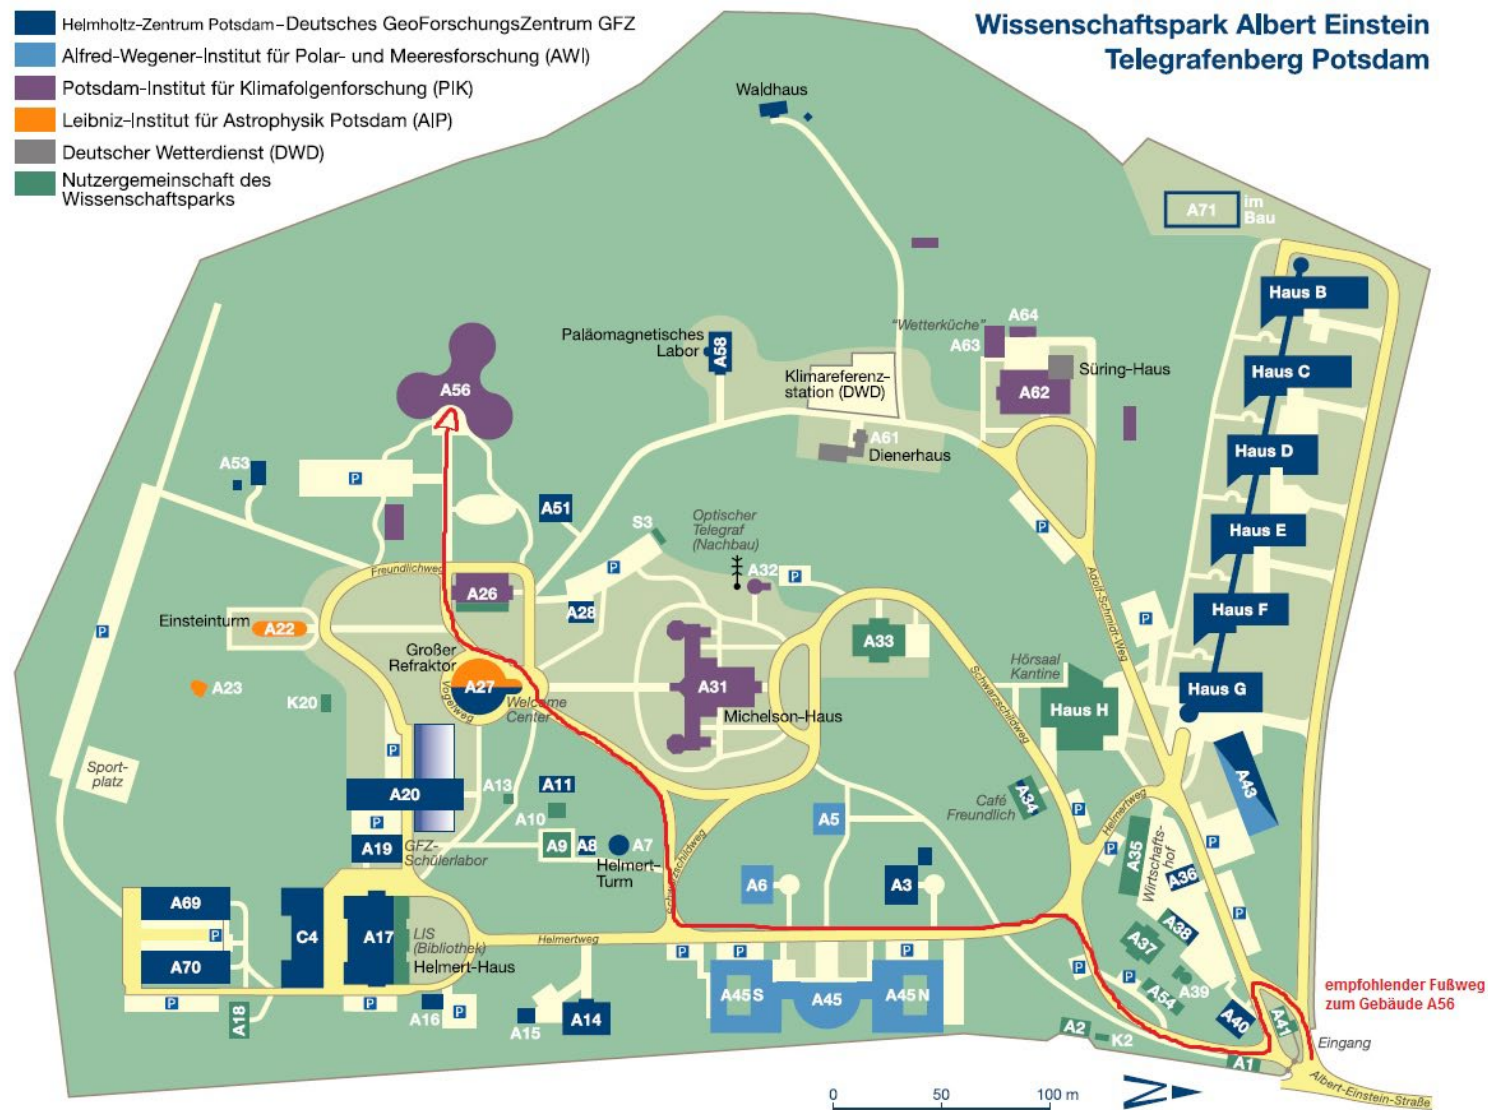 Helmholtz-Zentrum Potsdam–Deutsches GeoForschungsZentrum GFZ
Alfred-Wegener-Institut für Polar- und Meeresforschung (AWI)
Potsdam-Institut für Klimafolgenforschung (PIK)
Leibniz-Institut für Astrophysik Potsdam (AIP)
Deutscher Wetterdienst (DWD)
Nutzergemeinschaft des
Wissenschaftsparks
Wissenschaftspark Albert Einstein
Telegrafenberg Potsdam
Waldhaus
A71
im
Bau
Haus B
Haus C
Haus D
Haus E
Haus F
Haus G
"Wetterküche"
A64
A63
A62
Süring-Haus
Paläomagnetisches
Labor
A58
Klimareferenz-
station (DWD)
A61
Dienerhaus
A56
A53
P
A51
S3
P
Optischer
Telegraf
(Nachbau)
A32
P
P
Adolf-Schmidt-Weg
P
Freundlichweg
A26
A28
Einsteinturm
A22
P
Großer
Refraktor
A27
Vogelweg
Welcome
Center
A23
K20
A31
Michelson-Haus
A33
Schwarzschildweg
Hörsaal
Kantine
Haus H
A43
Sport-
platz
P
A20
P
A19
GFZ-
Schülerlabor
A13
A11
A10
A9
A8
A7
Helmert-
Turm
Schwarzschildweg
Schwarzschildweg
A5
A6
A3
Café
Freundlich
A34
P
Helmertweg
P
P
A35
Wirtschafts-
hof
A36
P
A38
A37
A39
A54
P
P
A69
P
A70
P
C4
A17
LIS
(Bibliothek)
Helmert-Haus
P
A18
A16
P
Helmertweg
A15
A14
P
P
P
A45 S
A45
A45 N
A2
K2
A1
A40
A41
empfohlender Fußweg
zum Gebäude A56
Eingang
Albert-Einstein-Straße
N
0 50 100 m